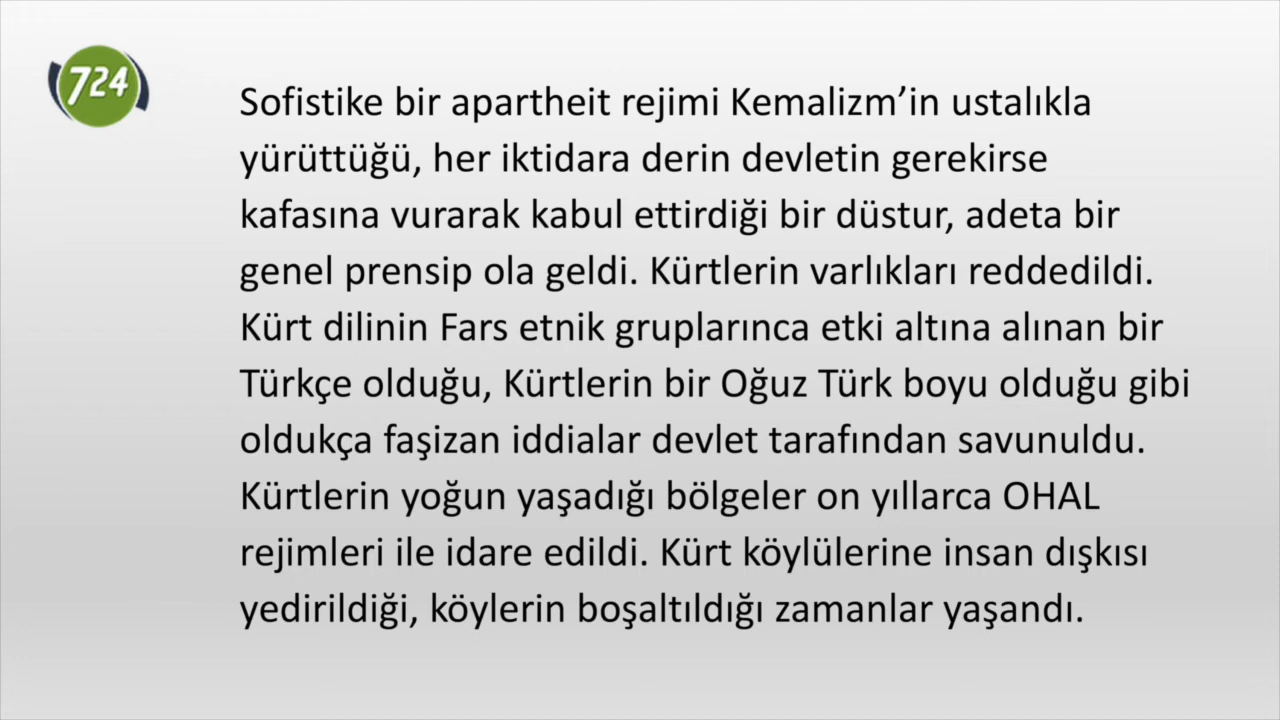 724
Sofistike bir apartheit rejimi Kemalizm’in ustalıkla
yürüttüğü, her iktidara derin devletin gerekirse
kafasına vurarak kabul ettirdiği bir düstur, adeta bir
genel prensip ola geldi. Kürtlerin varlıkları reddedildi.
Kürt dilinin Fars etnik gruplarınca etki altına alınan bir
Türkçe olduğu, Kürtlerin bir Oğuz Türk boyu olduğu gibi
oldukça faşizan iddialar devlet tarafından savunuldu.
Kürtlerin yoğun yaşadığı bölgeler on yıllarca OHAL
rejimleri ile idare edildi. Kürt köylülerine insan dışkısı
yedirildiği, köylerin boşaltıldığı zamanlar yaşandı.